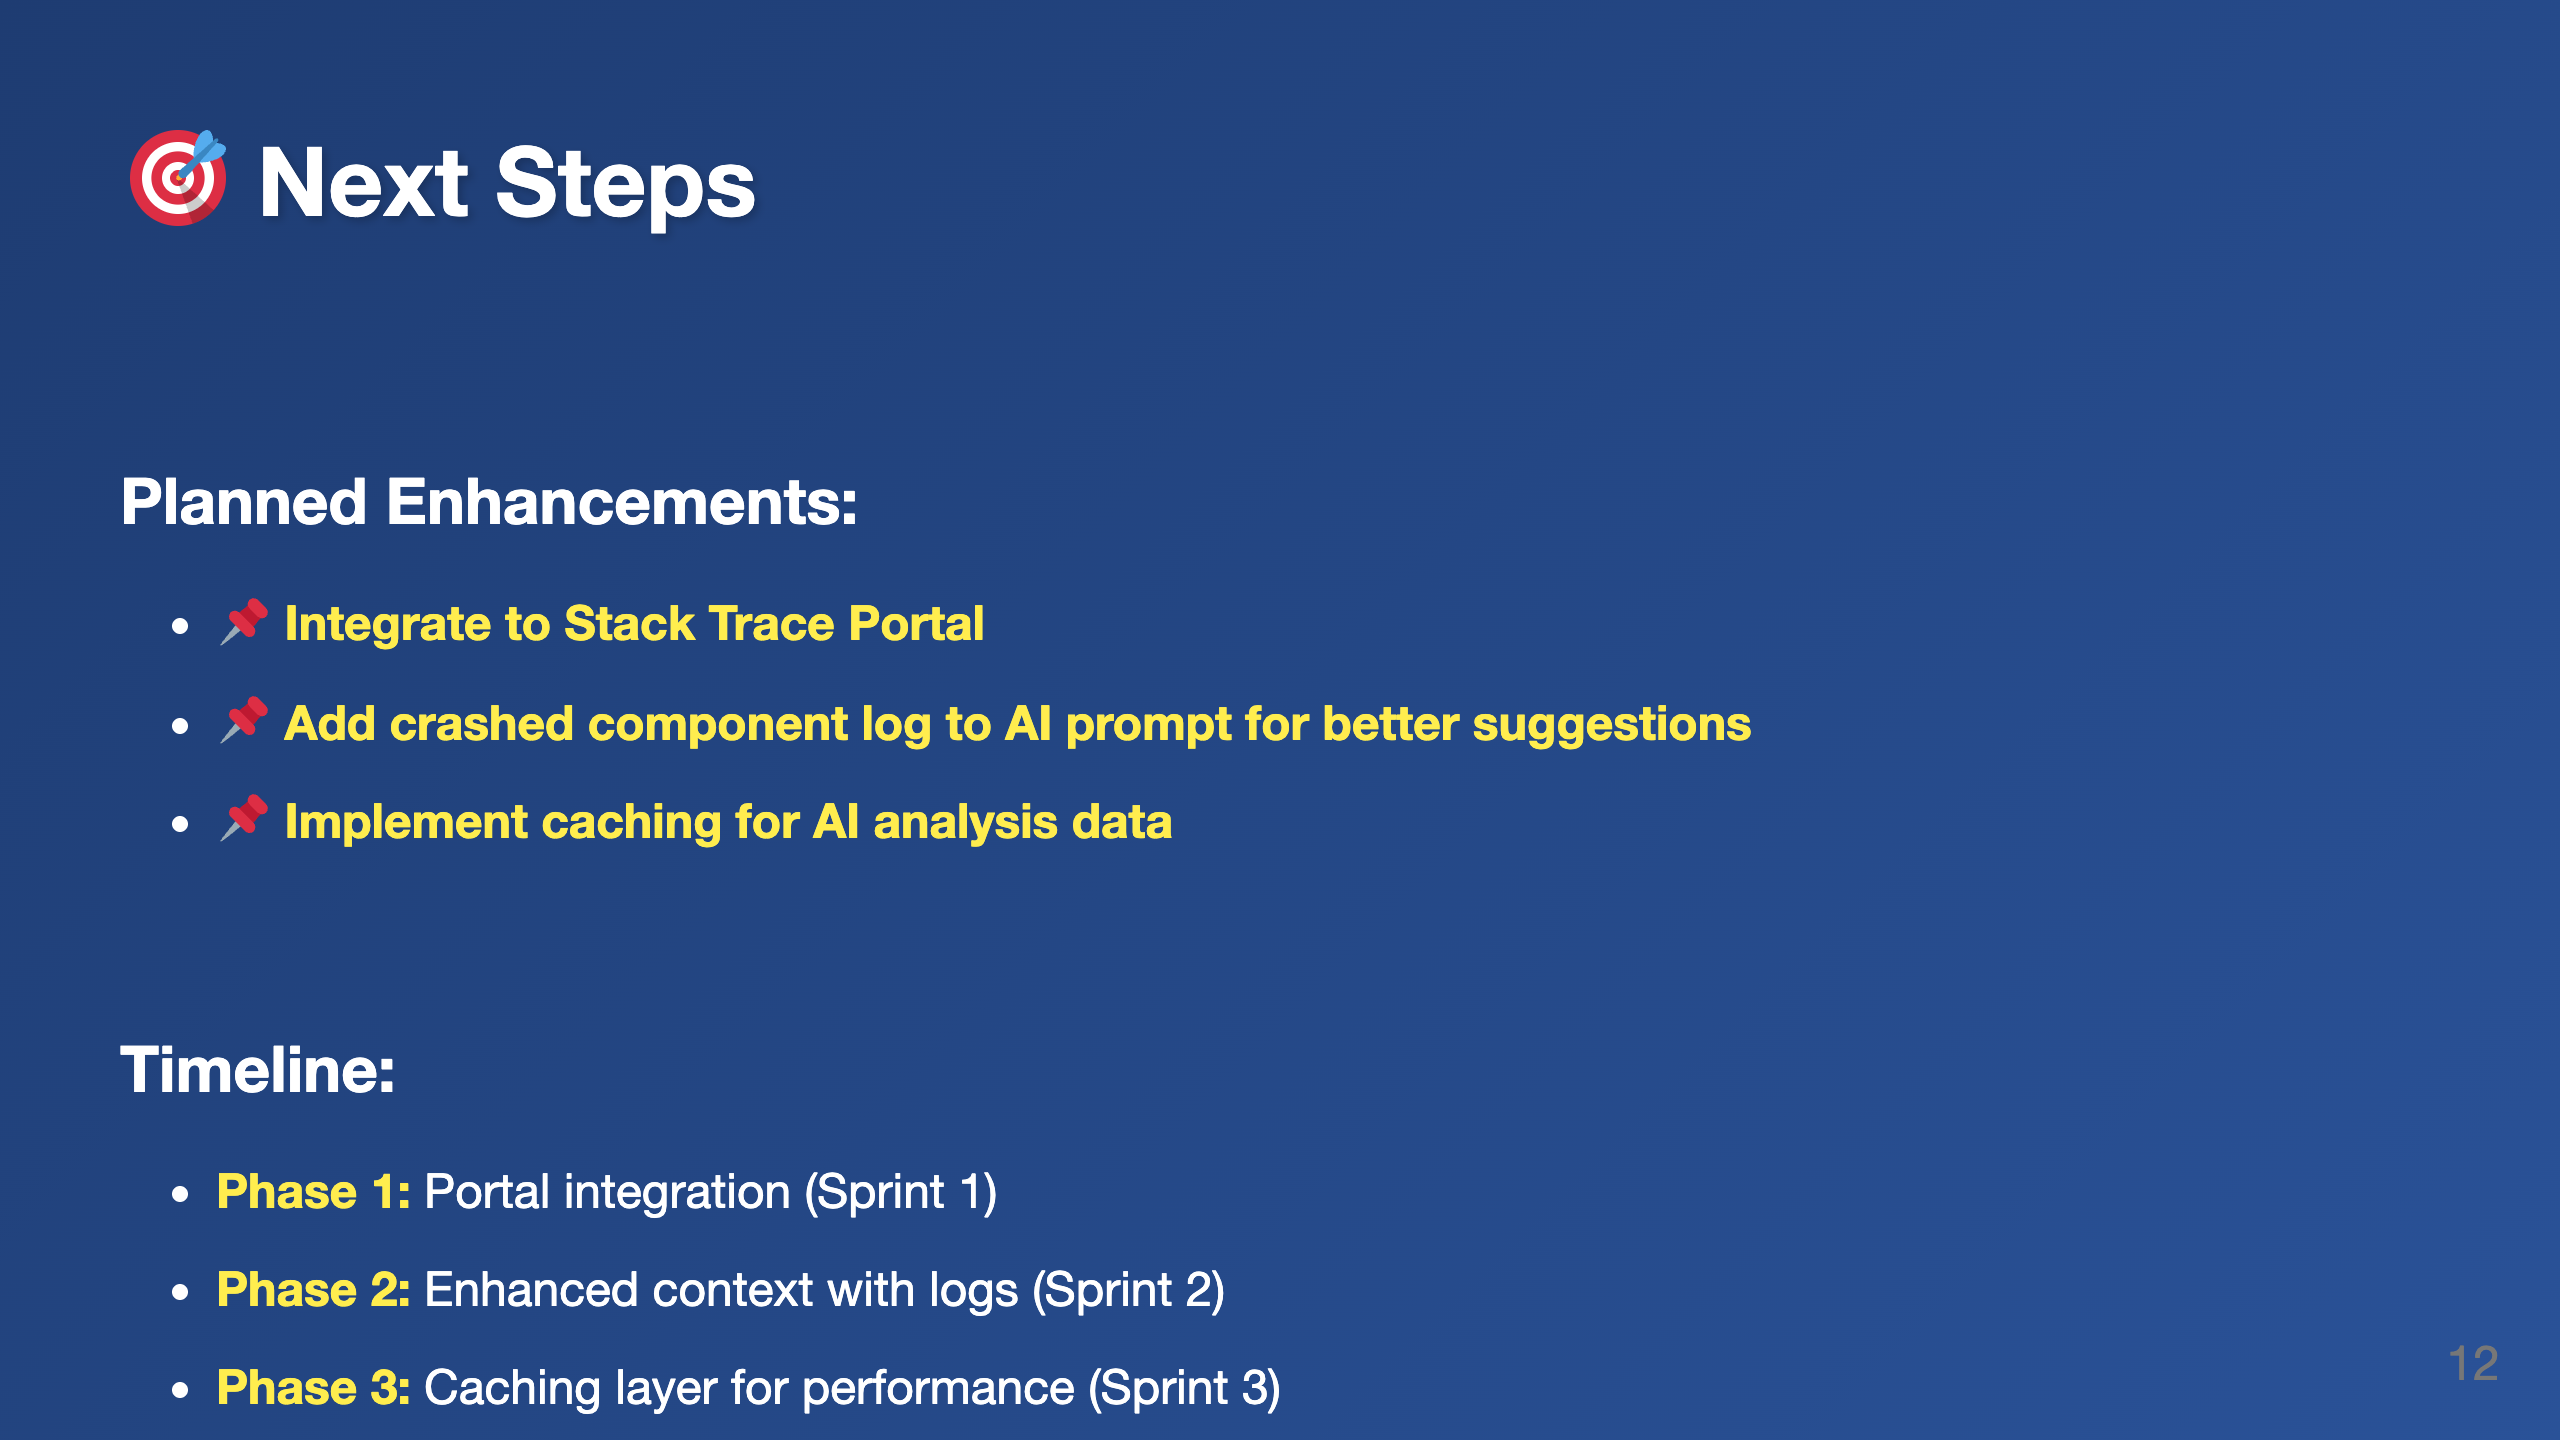 🎯 Next Steps
Planned Enhancements:
• 📌 Integrate to Stack Trace Portal
• 📌 Add crashed component log to AI prompt for better suggestions
• 📌 Implement caching for AI analysis data
Timeline:
• Phase 1: Portal integration (Sprint 1)
• Phase 2: Enhanced context with logs (Sprint 2)
• Phase 3: Caching layer for performance (Sprint 3)
12